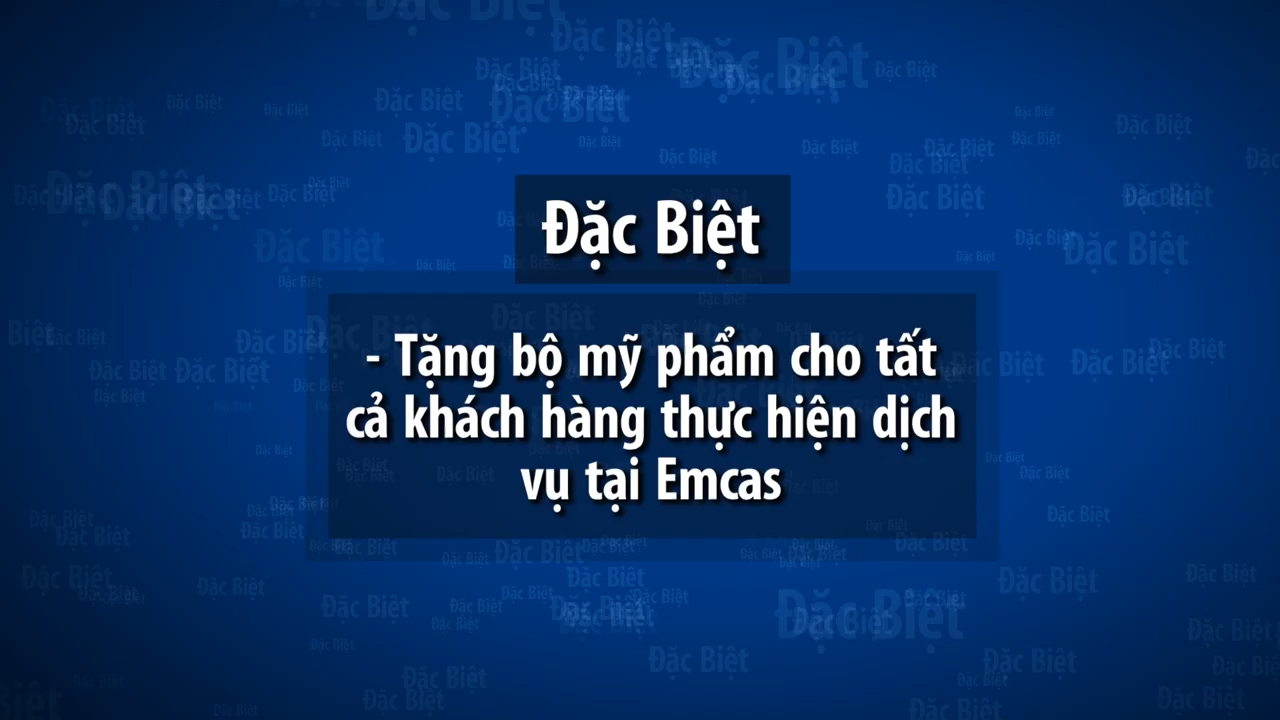 Đặc Biệt
- Tặng bộ mỹ phẩm cho tất
cả khách hàng thực hiện dịch
vụ tại Emcas